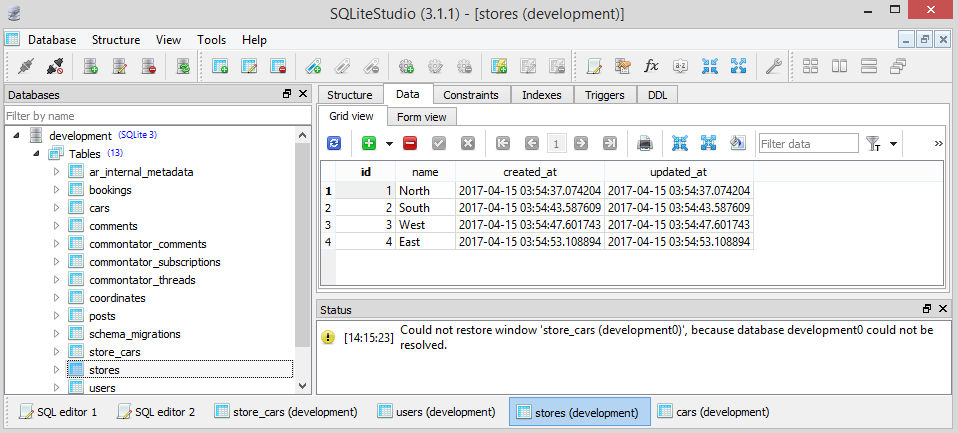 SQLiteStudio (3.1.1) - [stores (development)]
Database Structure View Tools Help
Databases
Filter by name
development (SQLite 3)
Tables (13)
ar_internal_metadata
bookings
cars
comments
commontator_comments
commontator_subscriptions
commontator_threads
coordinates
posts
schema_migrations
store_cars
stores
users
Structure Data Constraints Indexes Triggers DDL
Grid view Form view
1 Filter data »
id name created_at updated_at
1 1 North 2017-04-15 03:54:37.074204 2017-04-15 03:54:37.074204
2 2 South 2017-04-15 03:54:43.587609 2017-04-15 03:54:43.587609
3 3 West 2017-04-15 03:54:47.601743 2017-04-15 03:54:47.601743
4 4 East 2017-04-15 03:54:53.108894 2017-04-15 03:54:53.108894
Status
[14:15:23] Could not restore window 'store_cars (development0)', because database development0 could not be
resolved.
SQL editor 1 SQL editor 2 store_cars (development) users (development) stores (development) cars (development)